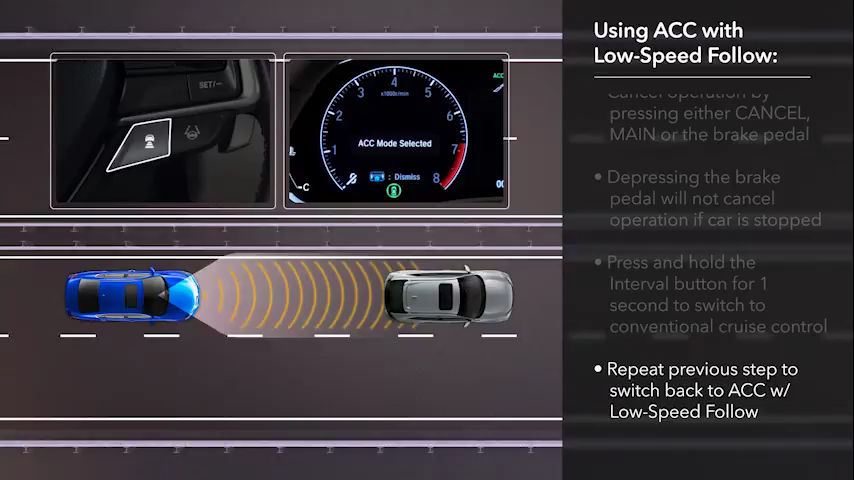 Using ACC with
Low-Speed Follow:
Cancel operation by
pressing either CANCEL,
MAIN or the brake pedal
• Depressing the brake
pedal will not cancel
operation if car is stopped
• Press and hold the
Interval button for 1
second to switch to
conventional cruise control
• Repeat previous step to
switch back to ACC w/
Low-Speed Follow
SET/−
ACC
4
x1000r/min
3
5
2
6
ACC Mode Selected
1
7
: Dismiss
8
C
00